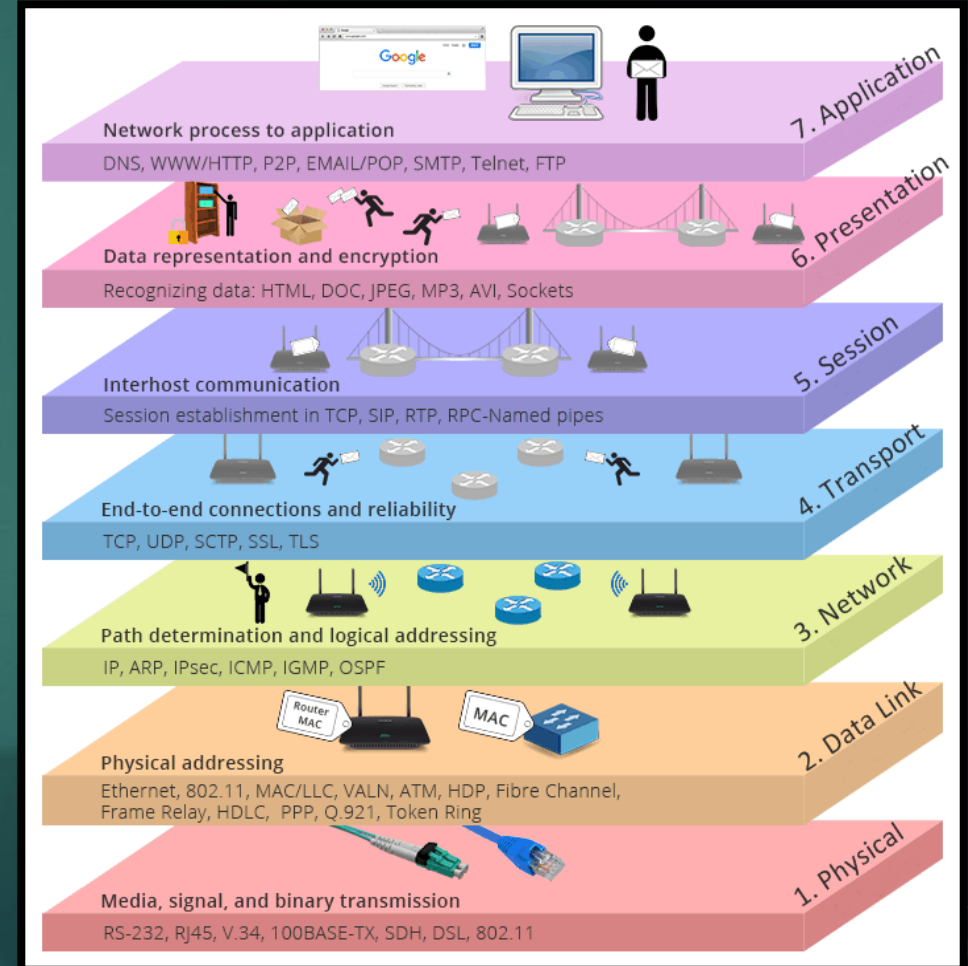 Google
7. Application
Network process to application
DNS, WWW/HTTP, P2P, EMAIL/POP, SMTP, Telnet, FTP
6. Presentation
Data representation and encryption
Recognizing data: HTML, DOC, JPEG, MP3, AVI, Sockets
5. Session
Interhost communication
Session establishment in TCP, SIP, RTP, RPC-Named pipes
4. Transport
End-to-end connections and reliability
TCP, UDP, SCTP, SSL, TLS
3. Network
Path determination and logical addressing
IP, ARP, IPsec, ICMP, IGMP, OSPF
2. Data Link
Router
MAC
MAC
Physical addressing
Ethernet, 802.11, MAC/LLC, VALN, ATM, HDP, Fibre Channel,
Frame Relay, HDLC, PPP, Q.921, Token Ring
1. Physical
Media, signal, and binary transmission
RS-232, RJ45, V.34, 100BASE-TX, SDH, DSL, 802.11